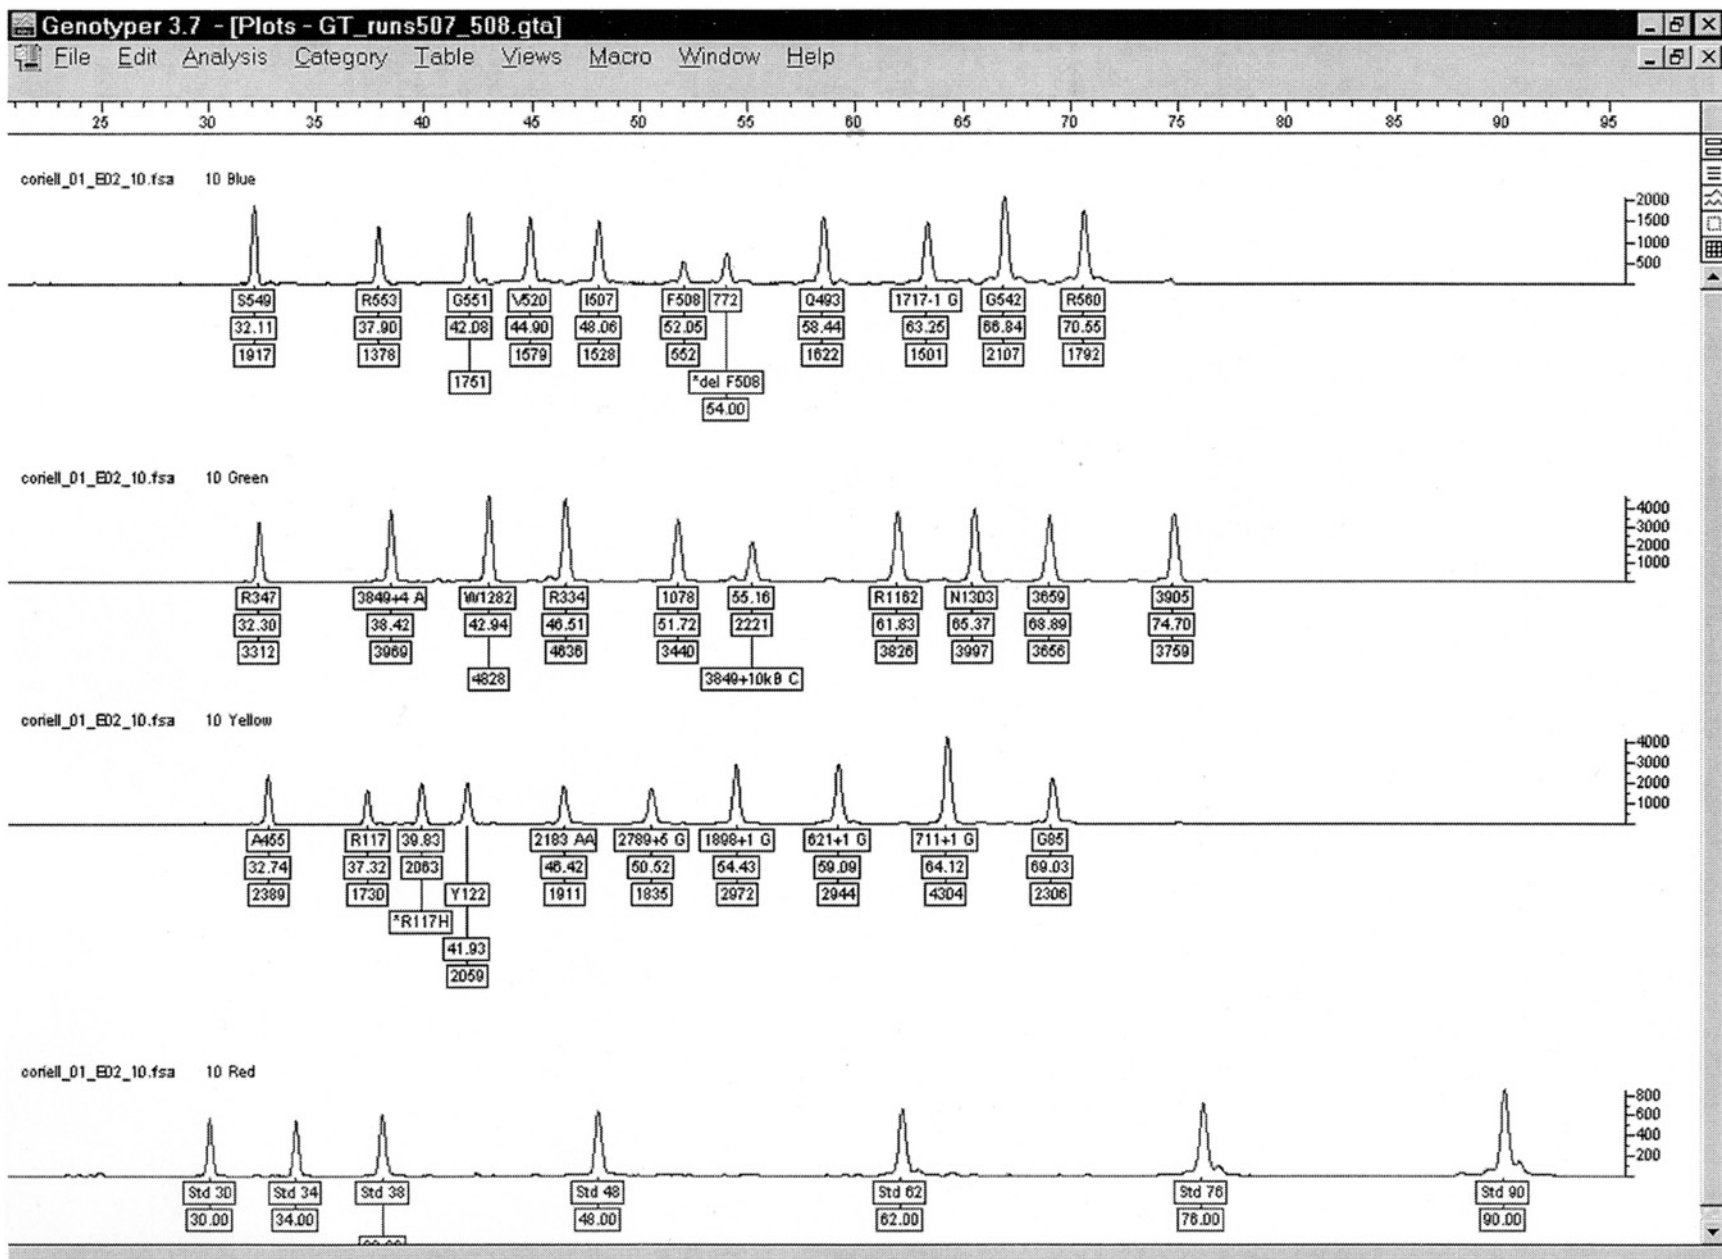 Genotyper 3.7 - [Plots - GT_runs507_508.gta]
File Edit Analysis Category Table Views Macro Window Help
25 30 35 40 45 50 55 60 65 70 75 80 85 90 95
coriell_01_E02_10.fsa 10 Blue
2000
1500
1000
500
S549 R553 G551 V520 I507 F508 772 Q493 1717-1 G G542 R560
32.11 37.90 42.08 44.90 48.06 52.05 58.44 63.25 66.84 70.55
1917 1378 1579 1528 552 1622 1501 2107 1792
1751 *del F508
54.00
coriell_01_E02_10.fsa 10 Green
4000
3000
2000
1000
R347 3849+4 A W1282 R334 1078 55.16 R1162 N1303 3659 3905
32.30 38.42 42.94 46.51 51.72 2221 61.83 65.37 68.89 74.70
3312 3969 4636 3440 3826 3997 3656 3759
4828 3849+10kB C
coriell_01_E02_10.fsa 10 Yellow
4000
3000
2000
1000
A455 R117 39.83 2183 AA 2789+5 G 1898+1 G 621+1 G 711+1 G G85
32.74 37.32 2063 46.42 50.52 54.43 59.09 64.12 69.03
2389 1730 Y122 1911 1835 2972 2944 4304 2306
*R117H
41.93
2059
coriell_01_E02_10.fsa 10 Red
800
600
400
200
Std 30 Std 34 Std 38 Std 48 Std 62 Std 76 Std 90
30.00 34.00 48.00 62.00 76.00 90.00